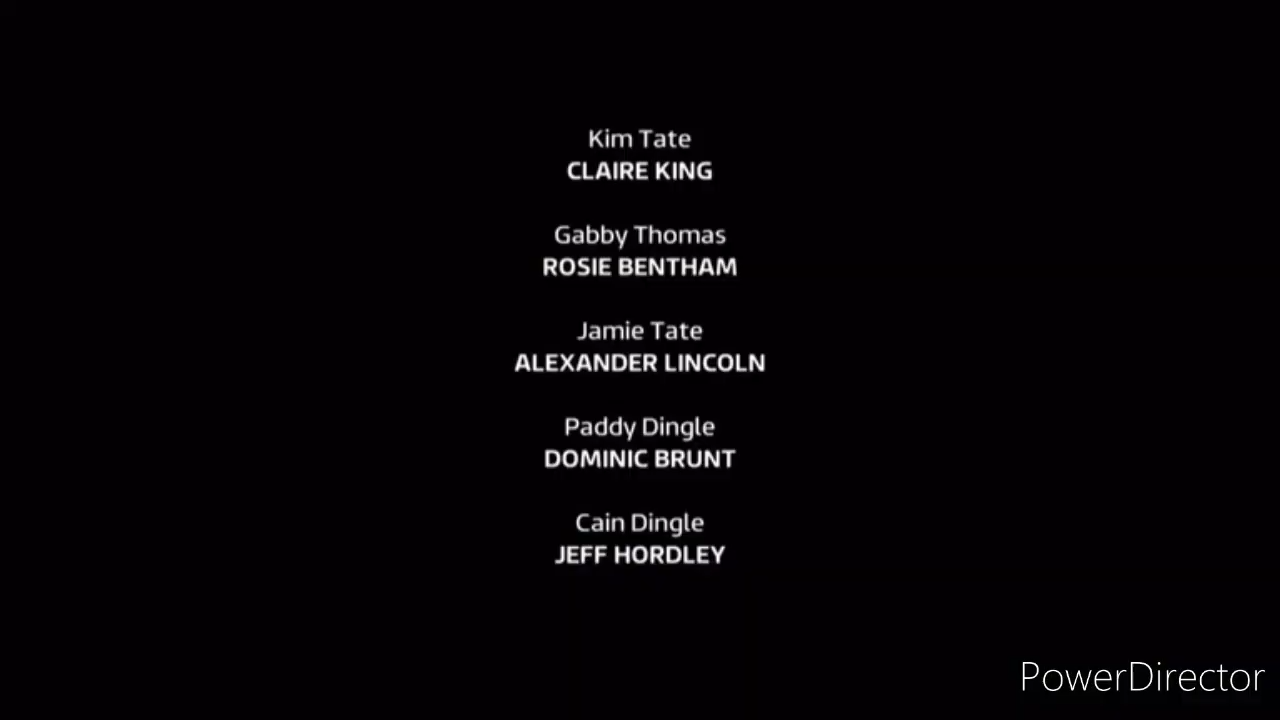 Kim Tate
CLAIRE KING
Gabby Thomas
ROSIE BENTHAM
Jamie Tate
ALEXANDER LINCOLN
Paddy Dingle
DOMINIC BRUNT
Cain Dingle
JEFF HORDLEY
PowerDirector